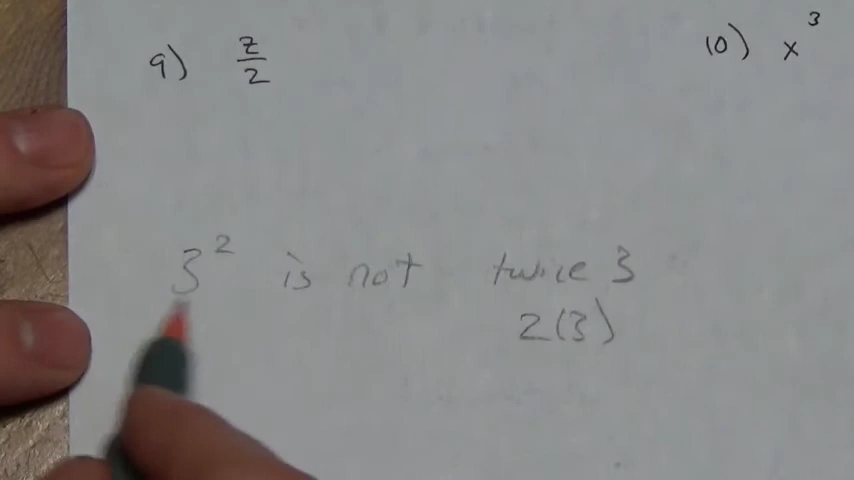 9) z/2 10) x³
3² is not twice 3
2(3)